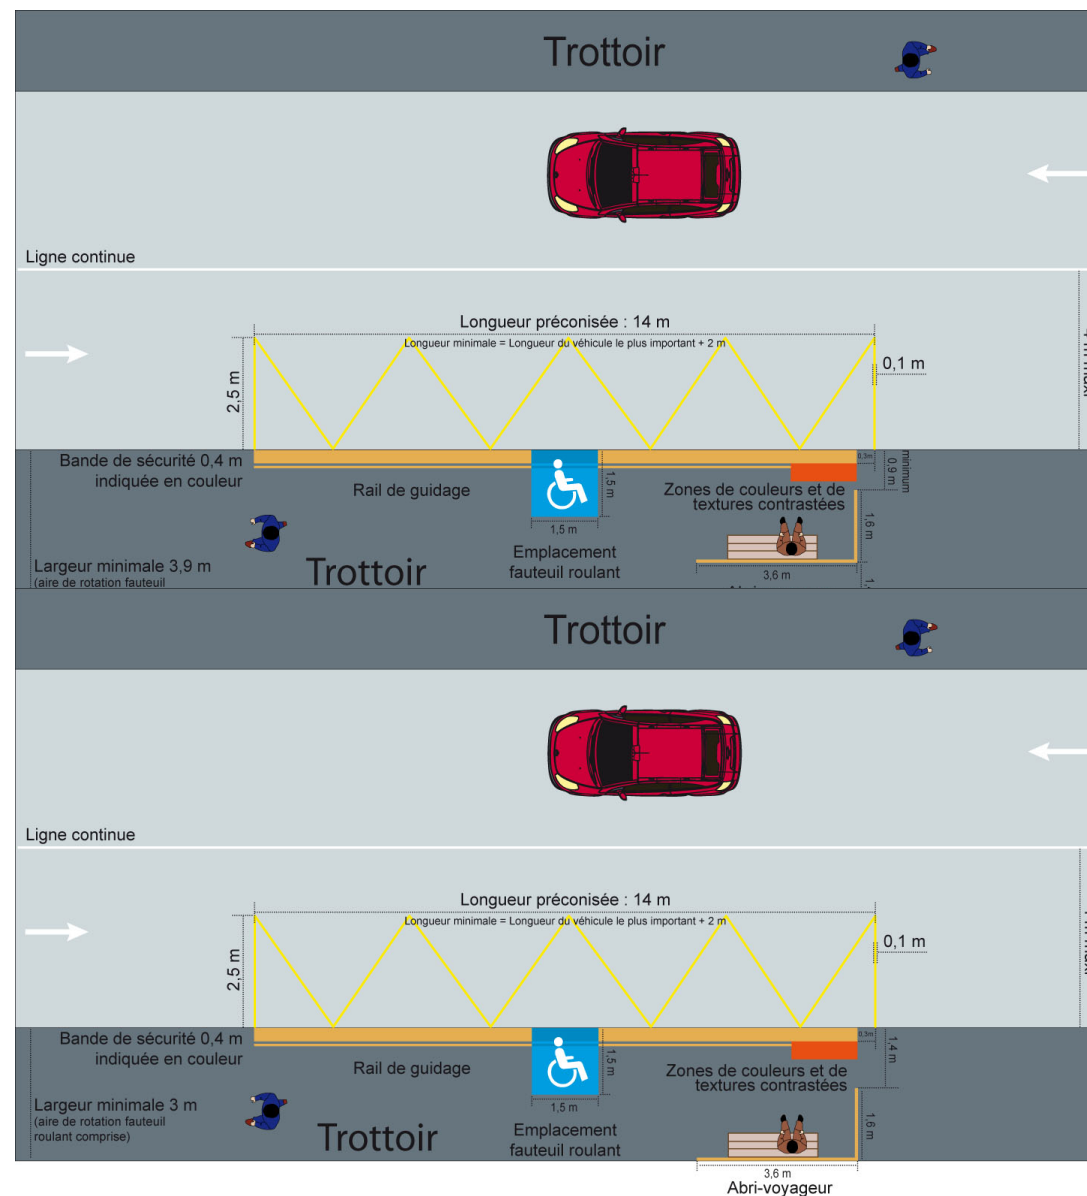 Trottoir
Ligne continue
Longueur préconisée : 14 m
Longueur minimale = Longueur du véhicule le plus important + 2 m
0,1 m
2,5 m
Bande de sécurité 0,4 m
indiquée en couleur
Rail de guidage
1,5 m
1,5 m
0,3m
minimum
0,9 m
Zones de couleurs et de
textures contrastées
1,6 m
Emplacement
fauteuil roulant
Largeur minimale 3,9 m
(aire de rotation fauteuil
Trottoir
3,6 m
Trottoir
Ligne continue
Longueur préconisée : 14 m
Longueur minimale = Longueur du véhicule le plus important + 2 m
0,1 m
2,5 m
Bande de sécurité 0,4 m
indiquée en couleur
Rail de guidage
1,5 m
1,5 m
0,3m
1,4 m
Zones de couleurs et de
textures contrastées
Largeur minimale 3 m
(aire de rotation fauteuil
roulant comprise)
Trottoir
Emplacement
fauteuil roulant
1,6 m
3,6 m
Abri-voyageur